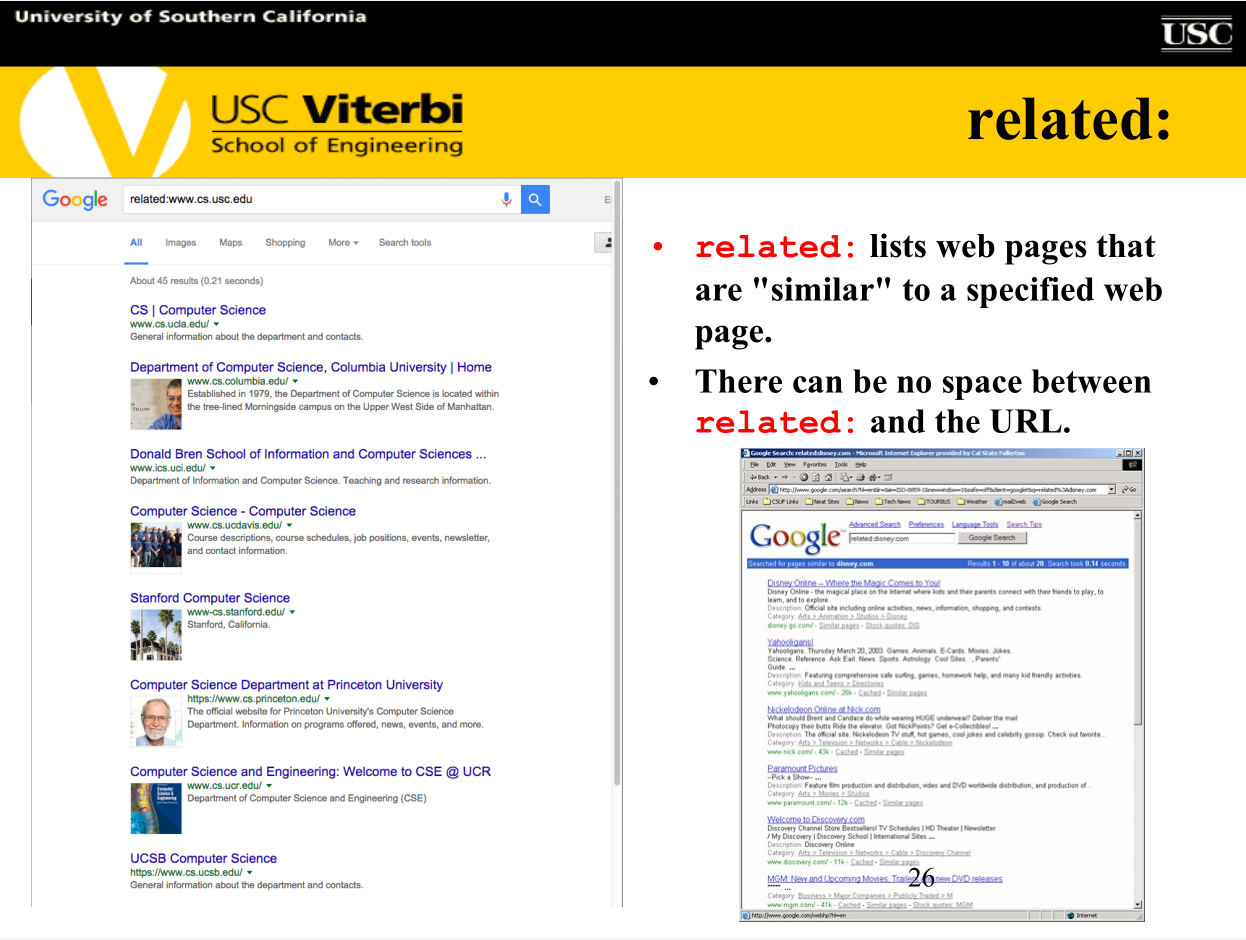 University of Southern California
USC
USC Viterbi
School of Engineering
related:
Google
related:www.cs.usc.edu
All Images Maps Shopping More Search tools
About 45 results (0.21 seconds)
CS | Computer Science
www.cs.ucla.edu/
General information about the department and contacts.
Department of Computer Science, Columbia University | Home
www.cs.columbia.edu/
Established in 1979, the Department of Computer Science is located within
the tree-lined Morningside campus on the Upper West Side of Manhattan.
Donald Bren School of Information and Computer Sciences ...
www.ics.uci.edu/
Department of Information and Computer Science. Teaching and research information.
Computer Science - Computer Science
www.cs.ucdavis.edu/
Course descriptions, course schedules, job positions, events, newsletter,
and contact information.
Stanford Computer Science
www-cs.stanford.edu/
Stanford, California.
Computer Science Department at Princeton University
https://www.cs.princeton.edu/
The official website for Princeton University's Computer Science
Department. Information on programs offered, news, events, and more.
Computer Science and Engineering: Welcome to CSE @ UCR
www.cs.ucr.edu/
Department of Computer Science and Engineering (CSE)
UCSB Computer Science
https://www.cs.ucsb.edu/
General information about the department and contacts.
• related: lists web pages that
are "similar" to a specified web
page.
• There can be no space between
related: and the URL.
Google Search: related:disney.com - Microsoft Internet Explorer provided by Cal State Fullerton
File Edit View Favorites Tools Help
Back
Address Go
Links CSUF Links Neat Sites News Tech News TOURBUS Weather mail2web Google Search
Advanced Search Preferences Language Tools Search Tips
Google
related:disney.com Google Search
Searched for pages similar to disney.com. Results 1 - 10 of about 20. Search took 0.14 seconds.
Disney Online -- Where the Magic Comes to You!
Disney Online - the magical place on the Internet where kids and their parents connect with their friends to play, to
learn, and to explore.
Description: Official site including online activities, news, information, shopping, and contests.
Category: Arts > Animation > Studios > Disney
disney.go.com/ - Similar pages - Stock quotes: DIS
Yahooligans!
Yahooligans. Thursday March 20, 2003. Games. Animals. E-Cards. Movies. Jokes.
Science. Reference. Ask Earl. News. Sports. Astrology. Cool Sites. , Parents'
Guide. ...
Description: Featuring comprehensive safe surfing, games, homework help, and many kid friendly activities.
Category: Kids and Teens > Directories
www.yahooligans.com/ - 28k - Cached - Similar pages
Nickelodeon Online at Nick.com
What should Brent and Candace do while wearing HUGE underwear? Deliver the mail
Photocopy their butts Ride the elevator. Got NickPoints? Get e-Collectibles! ...
Description: The official site. Nickelodeon TV stuff, hot games, cool jokes and celebrity gossip. Check out favorite...
Category: Arts > Television > Networks > Cable > Nickelodeon
www.nick.com/ - 43k - Cached - Similar pages
Paramount Pictures
--Pick a Show-- ...
Description: Feature film production and distribution, video and DVD worldwide distribution, and production of...
Category: Arts > Movies > Studios
www.paramount.com/ - 12k - Cached - Similar pages
Welcome to Discovery.com
Discovery Channel Store Bestsellers! TV Schedules | HD Theater | Newsletter
/ My Discovery | Discovery School | International Sites ...
Description: Discovery Online
Category: Arts > Television > Networks > Cable > Discovery Channel
www.discovery.com/ - 11k - Cached - Similar pages
MGM: New and Upcoming Movies, Trailers and new DVD releases
26
Category: Business > Major Companies > Publicly Traded > M
www.mgm.com/ - 41k - Cached - Similar pages - Stock quotes: MGM
http://www.google.com/webhp?hl=en Internet